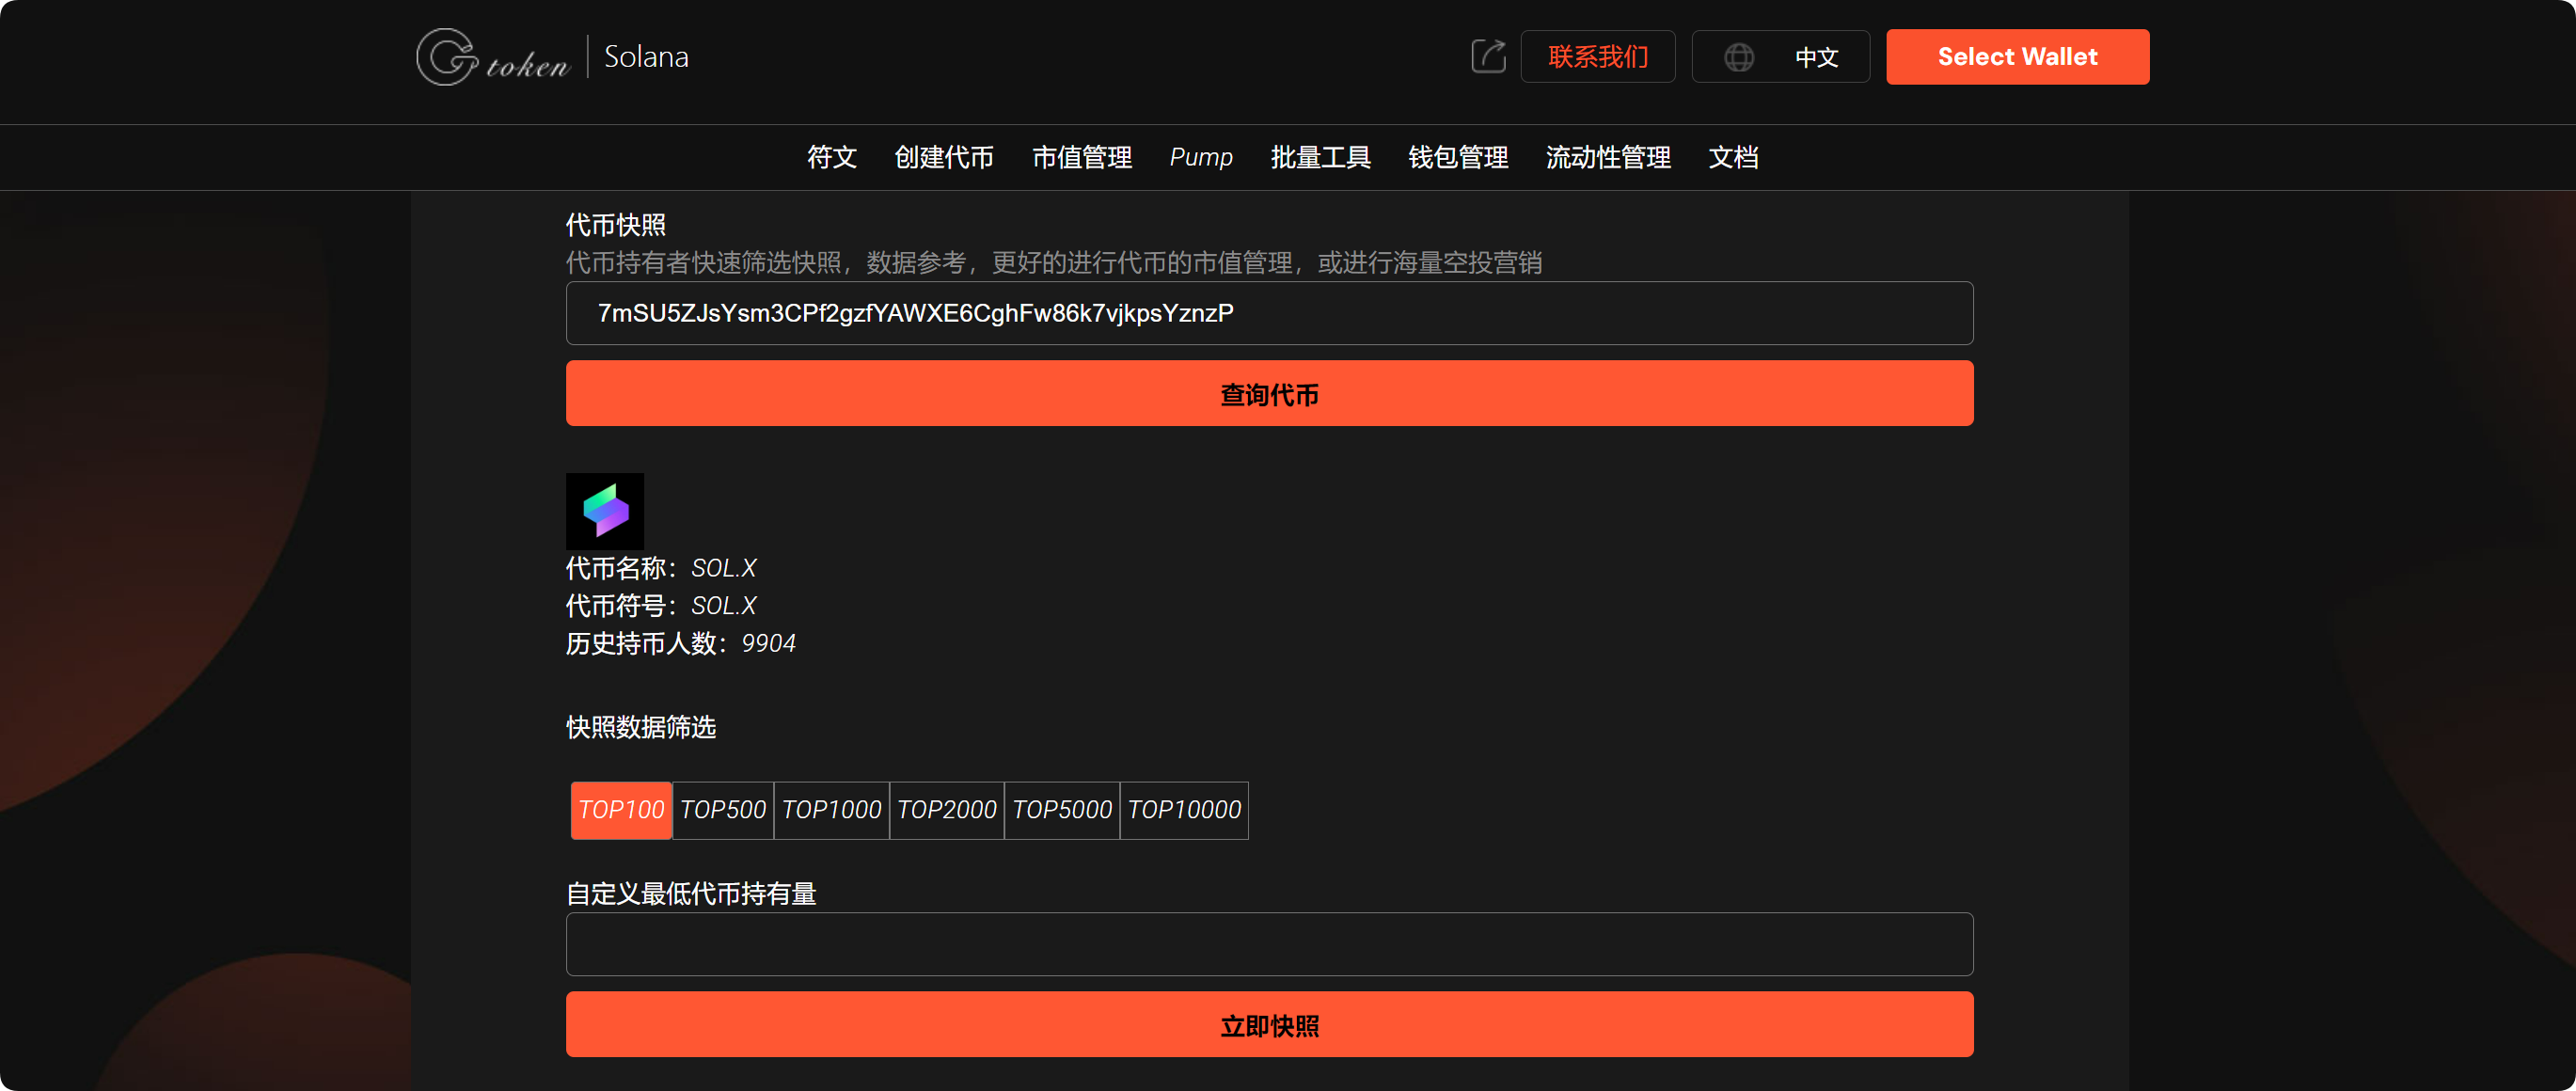 Gtoken | Solana
联系我们
中文
Select Wallet
符文 创建代币 市值管理 Pump 批量工具 钱包管理 流动性管理 文档
代币快照
代币持有者快速筛选快照，数据参考，更好的进行代币的市值管理，或进行海量空投营销
7mSU5ZJsYsm3CPf2gzfYAWXE6CghFw86k7vjkpsYznzP
查询代币
代币名称：SOL.X
代币符号：SOL.X
历史持币人数：9904
快照数据筛选
TOP100 TOP500 TOP1000 TOP2000 TOP5000 TOP10000
自定义最低代币持有量
立即快照